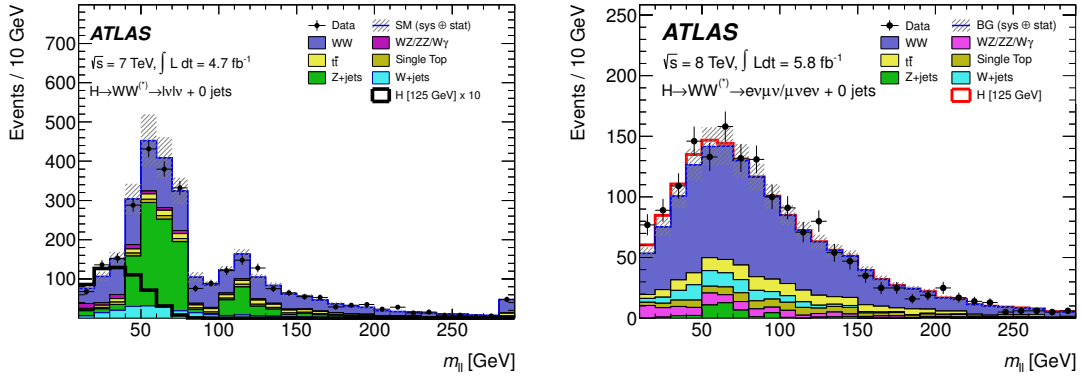 Events / 10 GeV
700
600
500
400
300
200
100
ATLAS
√s = 7 TeV, ∫ L dt = 4.7 fb⁻¹
H→WW⁽*⁾→lνlν + 0 jets
Data
SM (sys ⊕ stat)
WW
WZ/ZZ/Wγ
tt̄
Single Top
Z+jets
W+jets
H [125 GeV] x 10
50 100 150 200 250
m_ll [GeV]
Events / 10 GeV
250
200
150
100
50
0
ATLAS
√s = 8 TeV, ∫ Ldt = 5.8 fb⁻¹
H→WW⁽*⁾→eνμν/μνeν + 0 jets
Data
BG (sys ⊕ stat)
WW
WZ/ZZ/Wγ
tt̄
Single Top
Z+jets
W+jets
H [125 GeV]
50 100 150 200 250
m_ll [GeV]